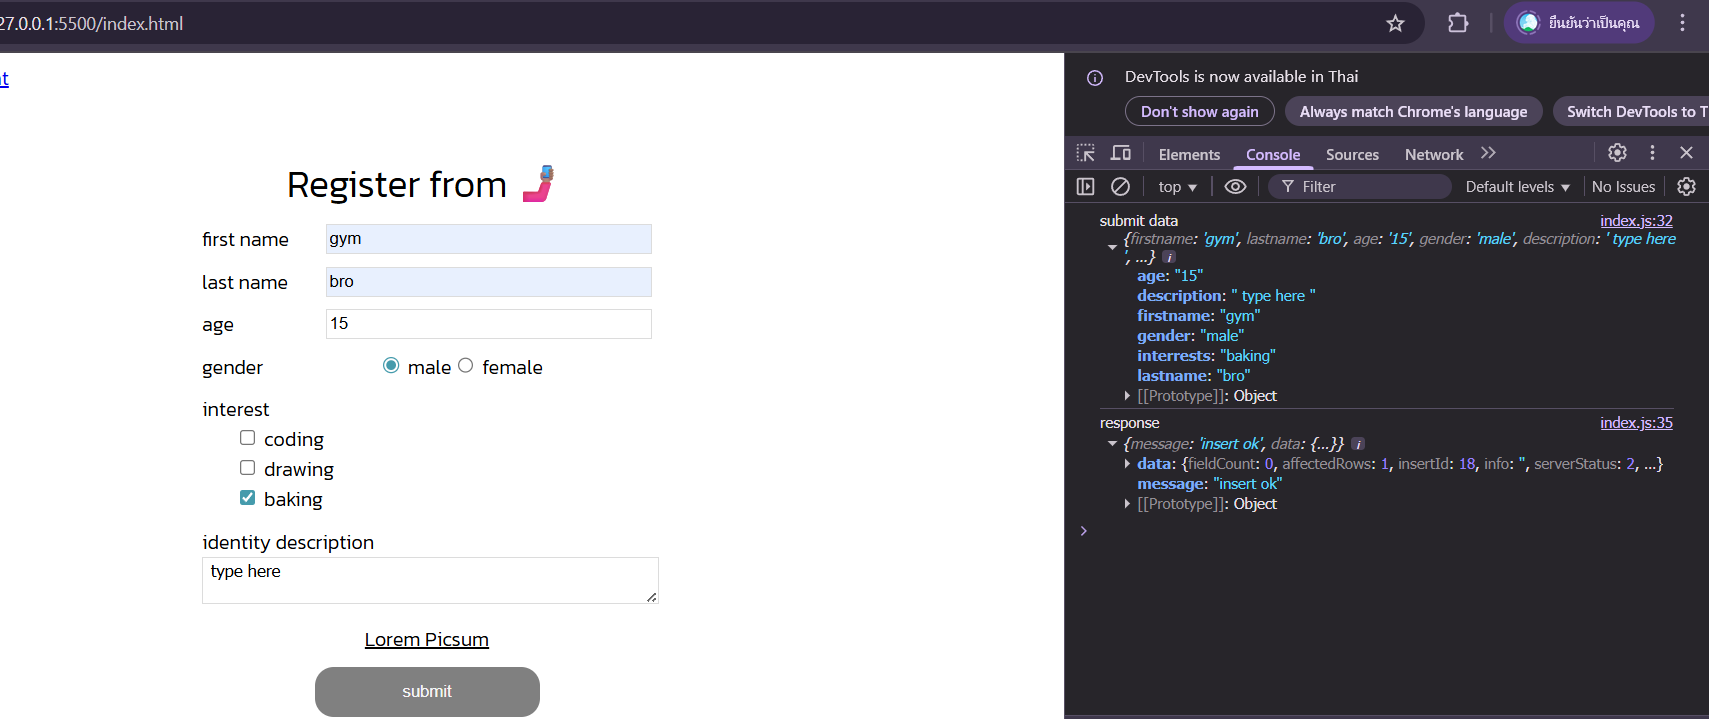 27.0.0.1:5500/index.html
ยืนยันว่าเป็นคุณ
nt
Register from
first name gym
last name bro
age 15
gender male female
interest
coding
drawing
baking
identity description
type here
Lorem Picsum
submit
DevTools is now available in Thai
Don't show again Always match Chrome's language Switch DevTools to T
Elements Console Sources Network
top Filter Default levels No Issues
submit data index.js:32
{firstname: 'gym', lastname: 'bro', age: '15', gender: 'male', description: ' type here
', …} i
age: "15"
description: " type here "
firstname: "gym"
gender: "male"
interrests: "baking"
lastname: "bro"
[[Prototype]]: Object
response index.js:35
{message: 'insert ok', data: {…}} i
data: {fieldCount: 0, affectedRows: 1, insertId: 18, info: '', serverStatus: 2, …}
message: "insert ok"
[[Prototype]]: Object